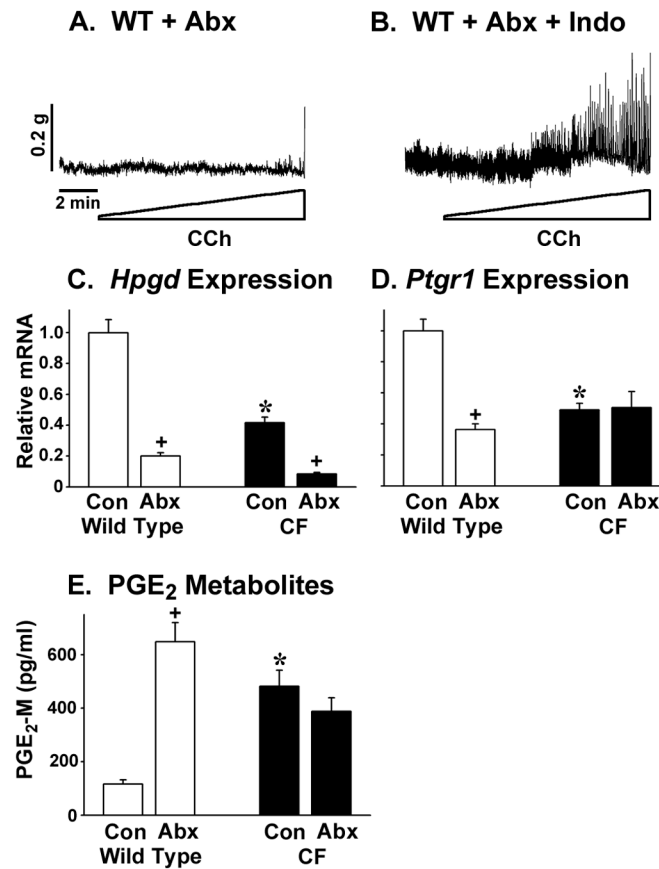 A. WT + Abx
B. WT + Abx + Indo
0.2 g
2 min
CCh
CCh
C. Hpgd Expression
D. Ptgr1 Expression
Relative mRNA
1.0
0.8
0.6
0.4
0.2
0
+
*
+
+
*
Con Abx Con Abx
Wild Type CF
Con Abx Con Abx
Wild Type CF
E. PGE2 Metabolites
PGE2-M (pg/ml)
600
400
200
0
+
*
Con Abx Con Abx
Wild Type CF